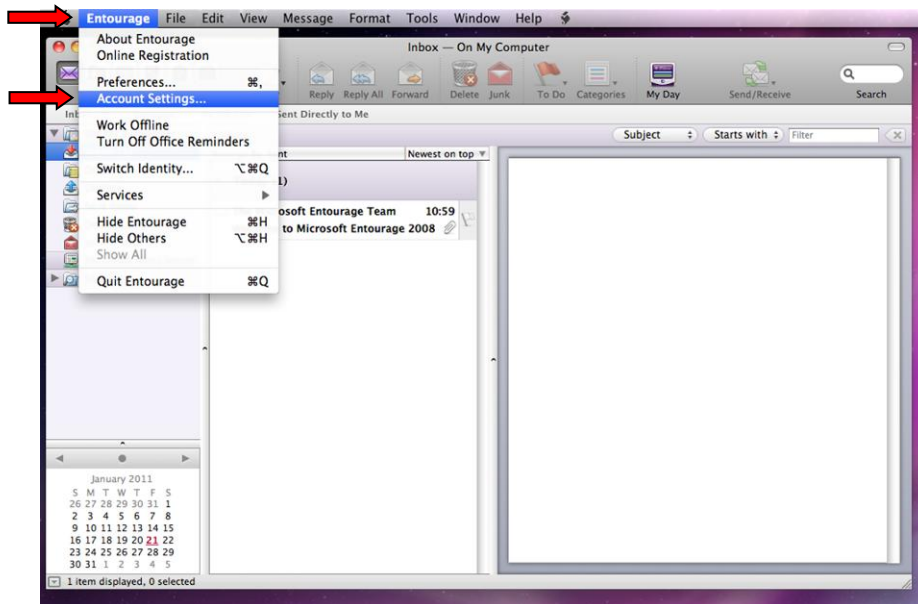 Entourage File Edit View Message Format Tools Window Help
About Entourage
Online Registration
Preferences... ⌘,
Account Settings...
Work Offline
Turn Off Office Reminders
Switch Identity... ⌥⌘Q
Services
Hide Entourage ⌘H
Hide Others ⌥⌘H
Show All
Quit Entourage ⌘Q
Inbox — On My Computer
Reply Reply All Forward Delete Junk To Do Categories My Day Send/Receive Search
Sent Directly to Me
Subject Starts with Filter
Newest on top
1)
osoft Entourage Team 10:59
to Microsoft Entourage 2008
January 2011
S M T W T F S
26 27 28 29 30 31 1
2 3 4 5 6 7 8
9 10 11 12 13 14 15
16 17 18 19 20 21 22
23 24 25 26 27 28 29
30 31 1 2 3 4 5
1 item displayed, 0 selected